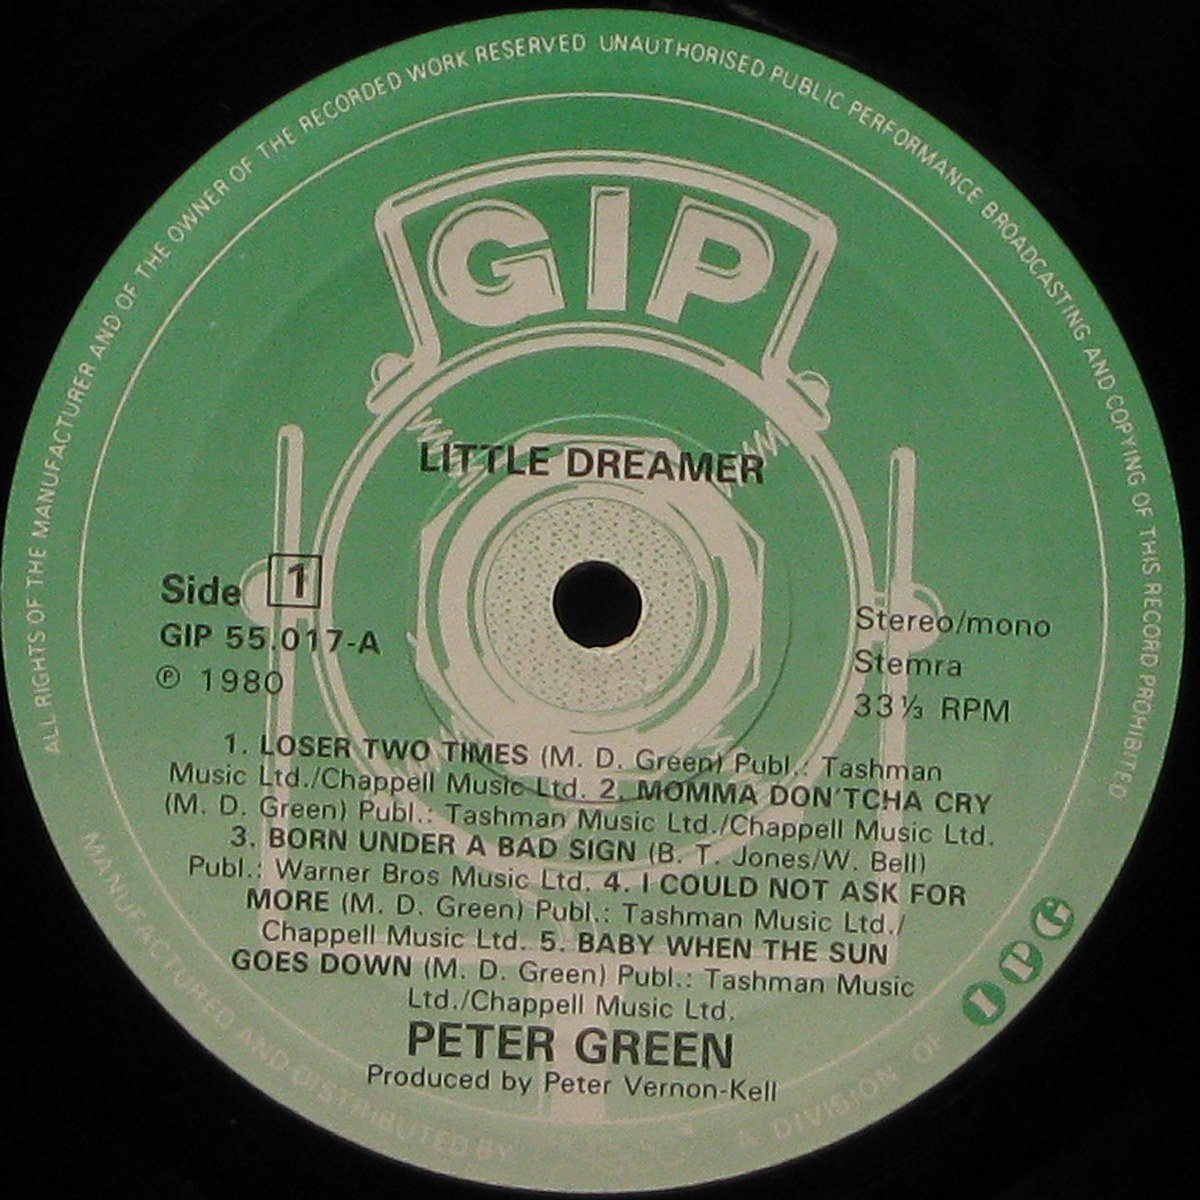 ALL RIGHTS OF THE MANUFACTURER AND OF THE OWNER OF THE RECORDED WORK RESERVED UNAUTHORISED PUBLIC PERFORMANCE BROADCASTING AND COPYING OF THIS RECORD PROHIBITED
GIP
LITTLE DREAMER
Side 1
GIP 55.017-A
℗ 1980
Stereo/mono
Stemra
33⅓ RPM
1. LOSER TWO TIMES (M. D. Green) Publ.: Tashman
Music Ltd./Chappell Music Ltd. 2. MOMMA DON'TCHA CRY
(M. D. Green) Publ.: Tashman Music Ltd./Chappell Music Ltd.
3. BORN UNDER A BAD SIGN (B. T. Jones/W. Bell)
Publ.: Warner Bros Music Ltd. 4. I COULD NOT ASK FOR
MORE (M. D. Green) Publ.: Tashman Music Ltd./
Chappell Music Ltd. 5. BABY WHEN THE SUN
GOES DOWN (M. D. Green) Publ.: Tashman Music
Ltd./Chappell Music Ltd.
PETER GREEN
Produced by Peter Vernon-Kell
MANUFACTURED AND DISTRIBUTED BY
A DIVISION OF